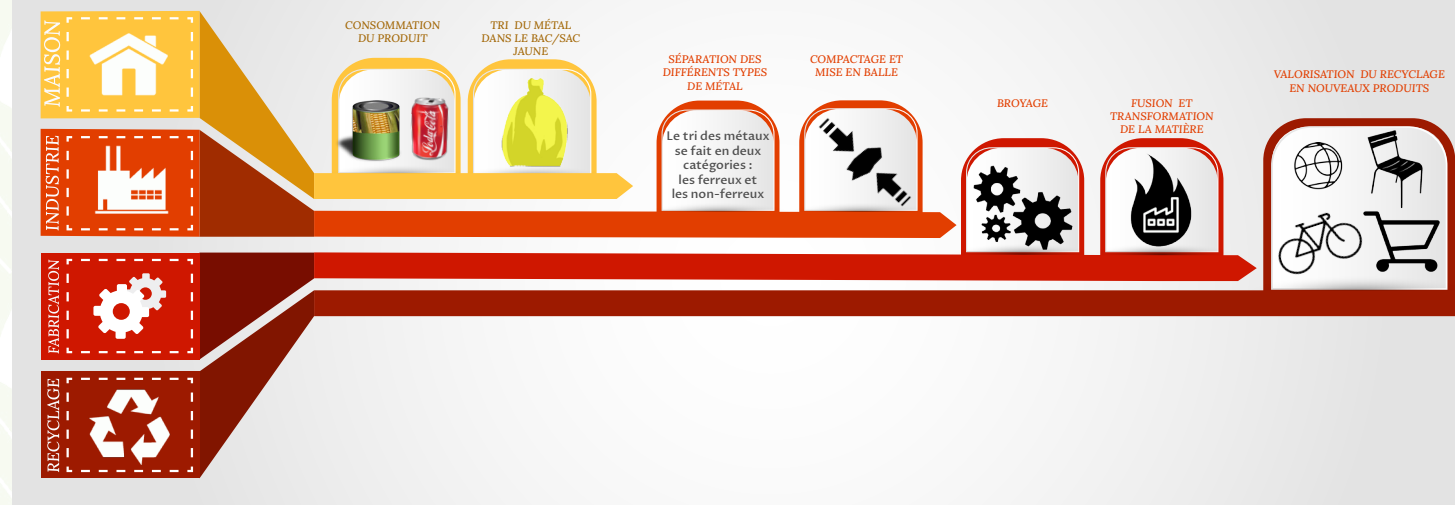 MAISON
INDUSTRIE
FABRICATION
RECYCLAGE
CONSOMMATION
DU PRODUIT
TRI DU MÉTAL
DANS LE BAC/SAC
JAUNE
SÉPARATION DES
DIFFÉRENTS TYPES
DE MÉTAL
Le tri des métaux
se fait en deux
catégories :
les ferreux et
les non-ferreux
COMPACTAGE ET
MISE EN BALLE
BROYAGE
FUSION ET
TRANSFORMATION
DE LA MATIÈRE
VALORISATION DU RECYCLAGE
EN NOUVEAUX PRODUITS